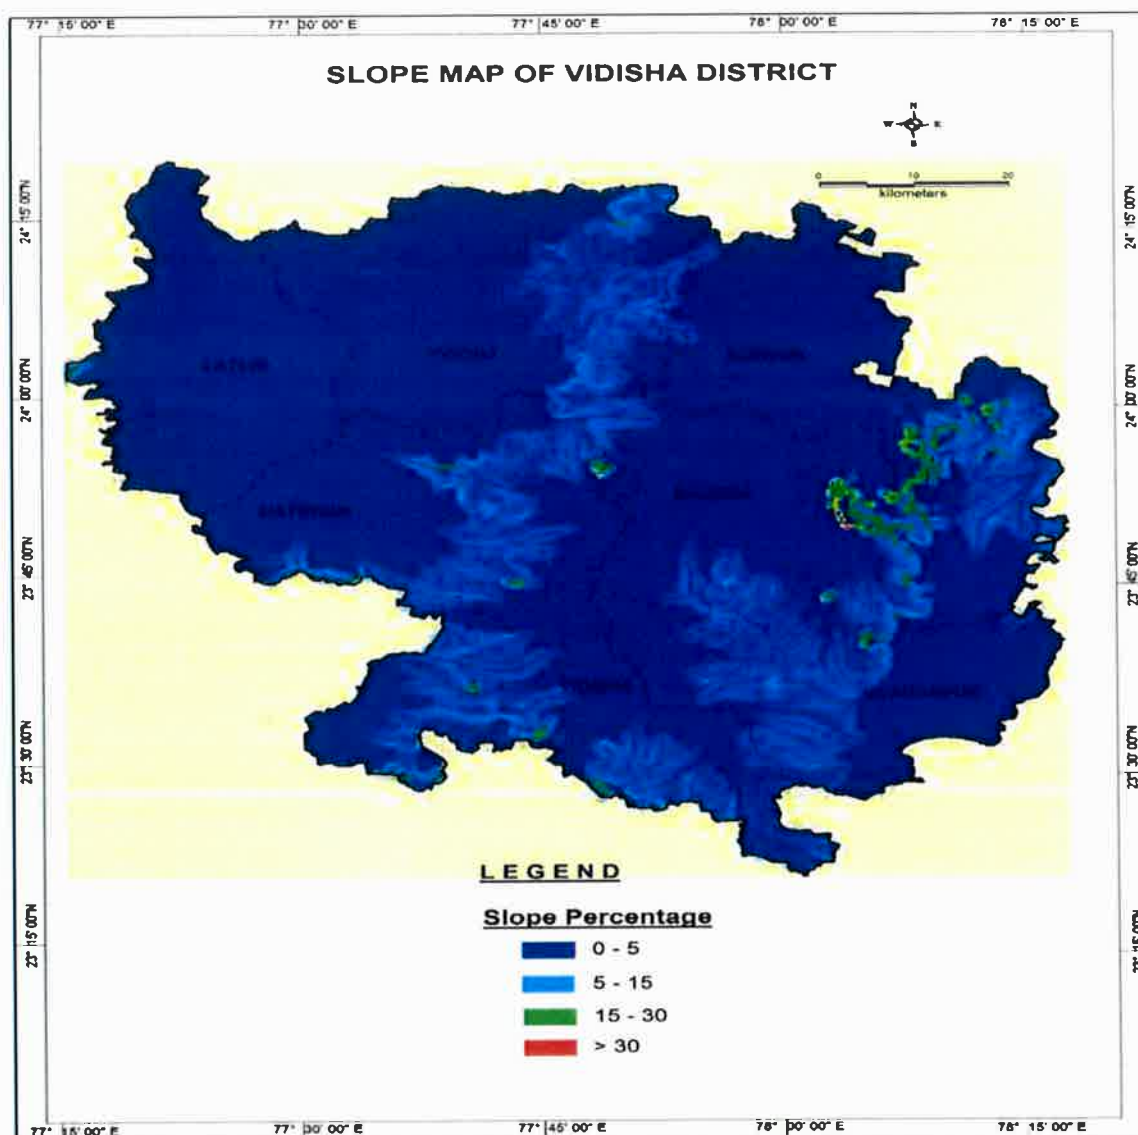 77° 15' 00" E 77° 30' 00" E 77° 45' 00" E 78° 00' 00" E 78° 15' 00" E
SLOPE MAP OF VIDISHA DISTRICT
N
W E
S
0 10 20
kilometers
24° 15' 00"N 24° 15' 00"N
24° 00' 00"N 24° 00' 00"N
23° 45' 00"N 23° 45' 00"N
23° 30' 00"N 23° 30' 00"N
23° 15' 00"N 23° 15' 00"N
LEGEND
Slope Percentage
0 - 5
5 - 15
15 - 30
> 30
77° 15' 00" E 77° 30' 00" E 77° 45' 00" E 78° 00' 00" E 78° 15' 00" E